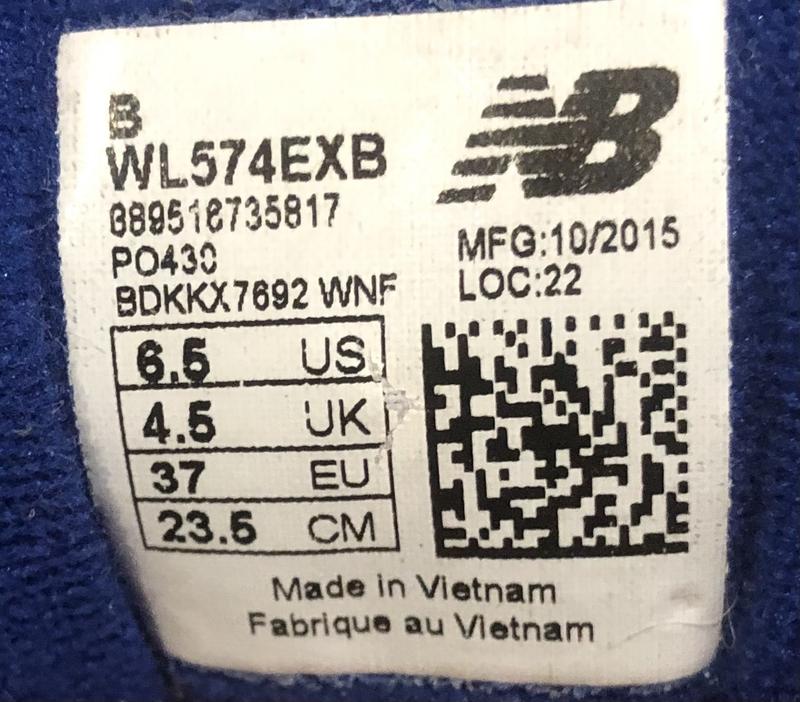 B
WL574EXB
NB
889516735817
PO430
BDKKX7692 WNF
MFG:10/2015
LOC:22
6.5 US
4.5 UK
37 EU
23.5 CM
Made in Vietnam
Fabrique au Vietnam